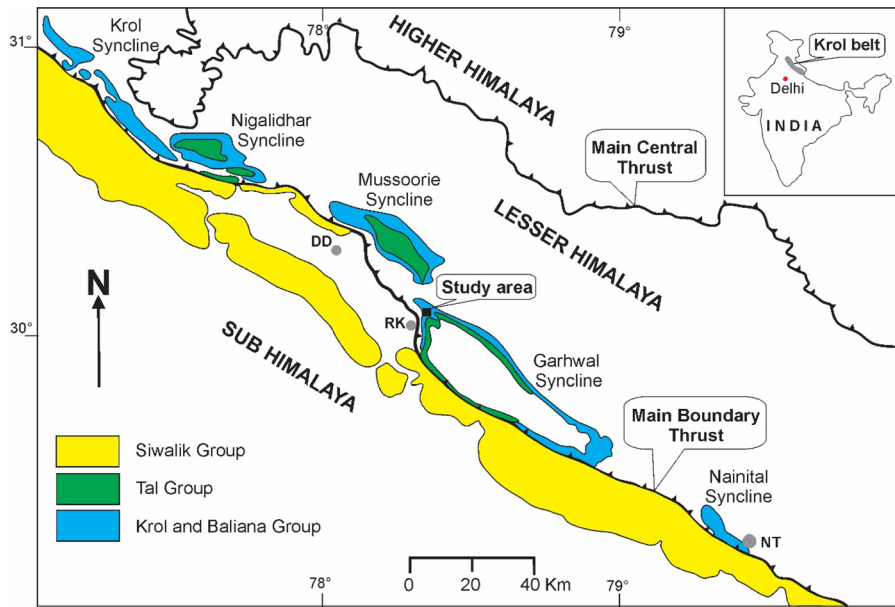 31°
Krol
Syncline
78°
79°
HIGHER HIMALAYA
Krol belt
Delhi
INDIA
Nigalidhar
Syncline
Main Central
Thrust
Mussoorie
Syncline
LESSER HIMALAYA
DD
N
Study area
30°
RK
SUB HIMALAYA
Garhwal
Syncline
Main Boundary
Thrust
Siwalik Group
Tal Group
Krol and Baliana Group
Nainital
Syncline
NT
78°
79°
0 20 40 Km